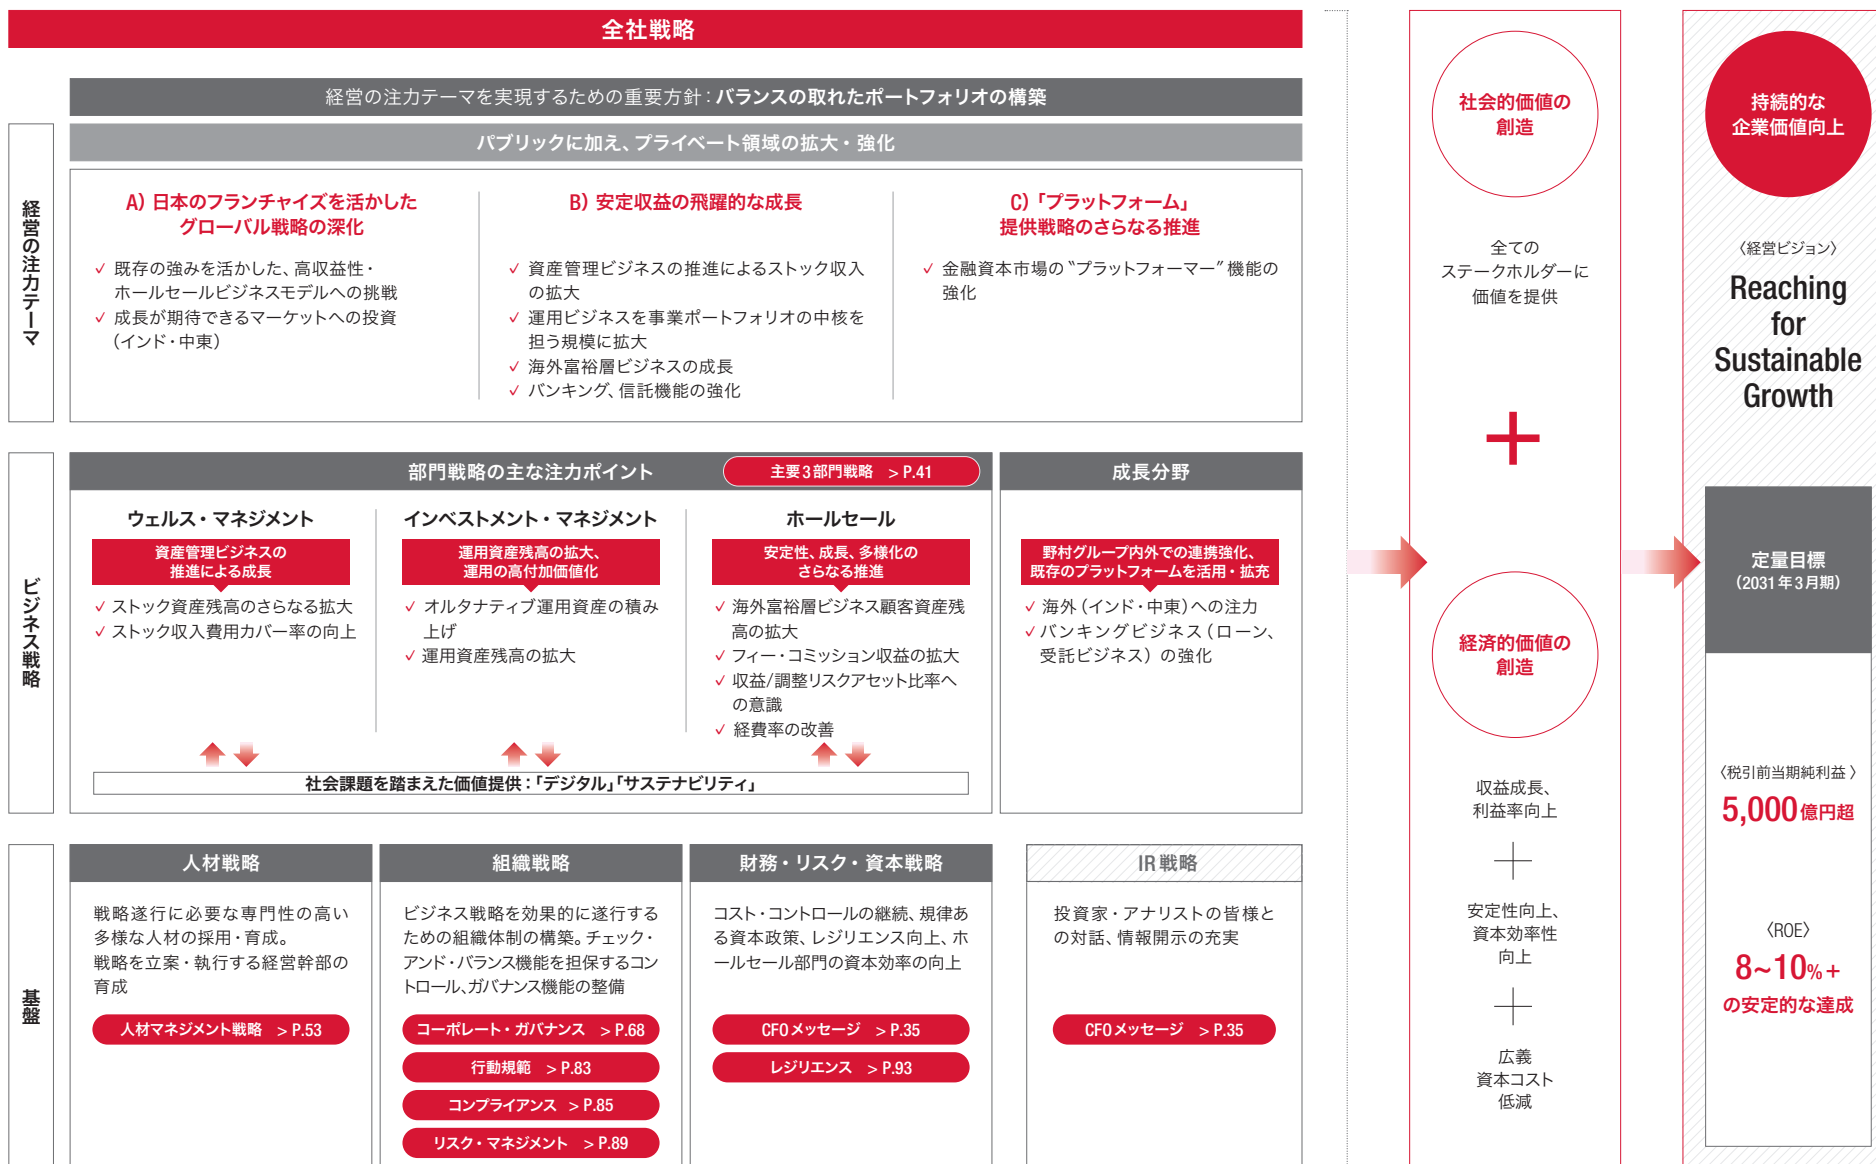 全社戦略
経営の注力テーマを実現するための重要方針：バランスの取れたポートフォリオの構築
パブリックに加え、プライベート領域の拡大・強化
経営の注力テーマ
A）日本のフランチャイズを活かした
グローバル戦略の深化
✓ 既存の強みを活かした、高収益性・
ホールセールビジネスモデルへの挑戦
✓ 成長が期待できるマーケットへの投資
（インド・中東）
B）安定収益の飛躍的な成長
✓ 資産管理ビジネスの推進によるストック収入
の拡大
✓ 運用ビジネスを事業ポートフォリオの中核を
担う規模に拡大
✓ 海外富裕層ビジネスの成長
✓ バンキング、信託機能の強化
C）「プラットフォーム」
提供戦略のさらなる推進
✓ 金融資本市場の“プラットフォーマー”機能の
強化
ビジネス戦略
部門戦略の主な注力ポイント
主要3部門戦略 > P.41
ウェルス・マネジメント
資産管理ビジネスの
推進による成長
✓ ストック資産残高のさらなる拡大
✓ ストック収入費用カバー率の向上
インベストメント・マネジメント
運用資産残高の拡大、
運用の高付加価値化
✓ オルタナティブ運用資産の積み
上げ
✓ 運用資産残高の拡大
ホールセール
安定性、成長、多様化の
さらなる推進
✓ 海外富裕層ビジネス顧客資産残
高の拡大
✓ フィー・コミッション収益の拡大
✓ 収益/調整リスクアセット比率へ
の意識
✓ 経費率の改善
社会課題を踏まえた価値提供：「デジタル」「サステナビリティ」
成長分野
野村グループ内外での連携強化、
既存のプラットフォームを活用・拡充
✓ 海外（インド・中東）への注力
✓ バンキングビジネス（ローン、
受託ビジネス）の強化
基盤
人材戦略
戦略遂行に必要な専門性の高い
多様な人材の採用・育成。
戦略を立案・執行する経営幹部の
育成
人材マネジメント戦略 > P.53
組織戦略
ビジネス戦略を効果的に遂行する
ための組織体制の構築。チェック・
アンド・バランス機能を担保するコン
トロール、ガバナンス機能の整備
コーポレート・ガバナンス > P.68
行動規範 > P.83
コンプライアンス > P.85
リスク・マネジメント > P.89
財務・リスク・資本戦略
コスト・コントロールの継続、規律あ
る資本政策、レジリエンス向上、ホ
ールセール部門の資本効率の向上
CFOメッセージ > P.35
レジリエンス > P.93
IR戦略
投資家・アナリストの皆様と
の対話、情報開示の充実
CFOメッセージ > P.35
社会的価値の
創造
全ての
ステークホルダーに
価値を提供
+
経済的価値の
創造
収益成長、
利益率向上
+
安定性向上、
資本効率性
向上
+
広義
資本コスト
低減
持続的な
企業価値向上
〈経営ビジョン〉
Reaching
for
Sustainable
Growth
定量目標
（2031年3月期）
〈税引前当期純利益〉
5,000億円超
〈ROE〉
8~10%+
の安定的な達成